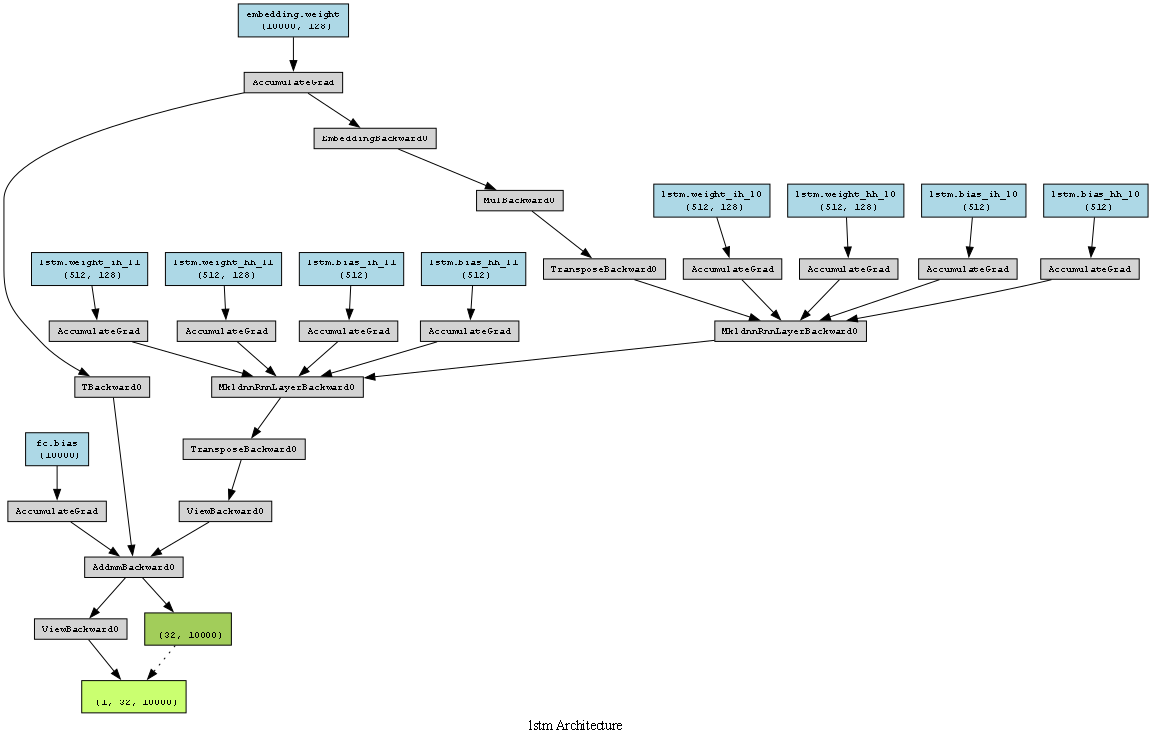 embedding.weight
(10000, 128)
AccumulateGrad
EmbeddingBackward0
MulBackward0
lstm.weight_ih_l0
(512, 128)
lstm.weight_hh_l0
(512, 128)
lstm.bias_ih_l0
(512)
lstm.bias_hh_l0
(512)
lstm.weight_ih_l1
(512, 128)
lstm.weight_hh_l1
(512, 128)
lstm.bias_ih_l1
(512)
lstm.bias_hh_l1
(512)
TransposeBackward0
AccumulateGrad
AccumulateGrad
AccumulateGrad
AccumulateGrad
AccumulateGrad
AccumulateGrad
AccumulateGrad
AccumulateGrad
MkldnnRnnLayerBackward0
TBackward0
MkldnnRnnLayerBackward0
fc.bias
(10000)
TransposeBackward0
AccumulateGrad
ViewBackward0
AddmmBackward0
ViewBackward0
(32, 10000)
(1, 32, 10000)
lstm Architecture